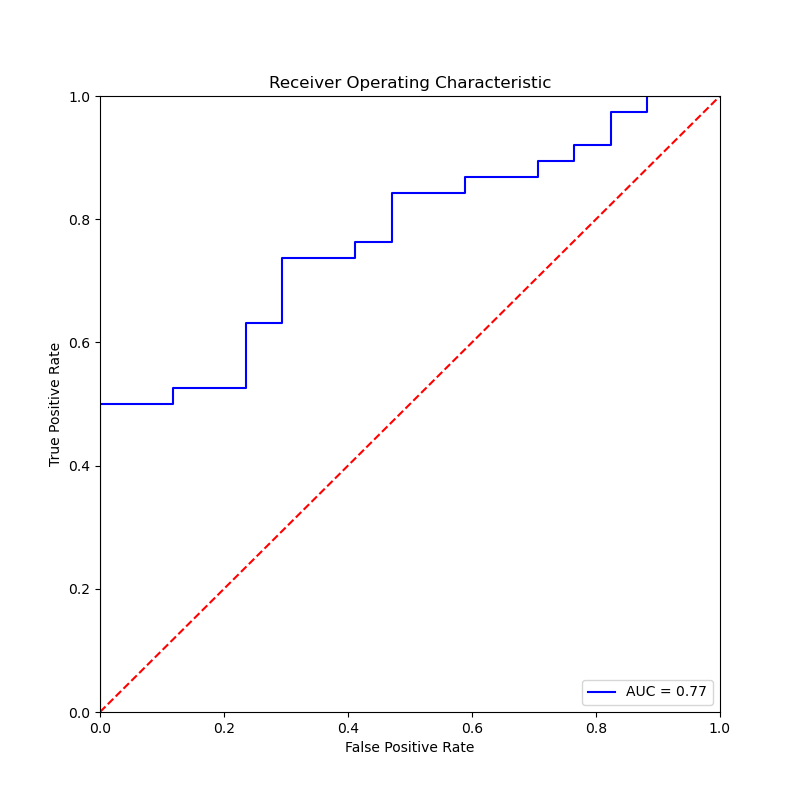 Receiver Operating Characteristic
1.0
0.8
0.6
0.4
0.2
0.0
True Positive Rate
AUC = 0.77
0.0 0.2 0.4 0.6 0.8 1.0
False Positive Rate